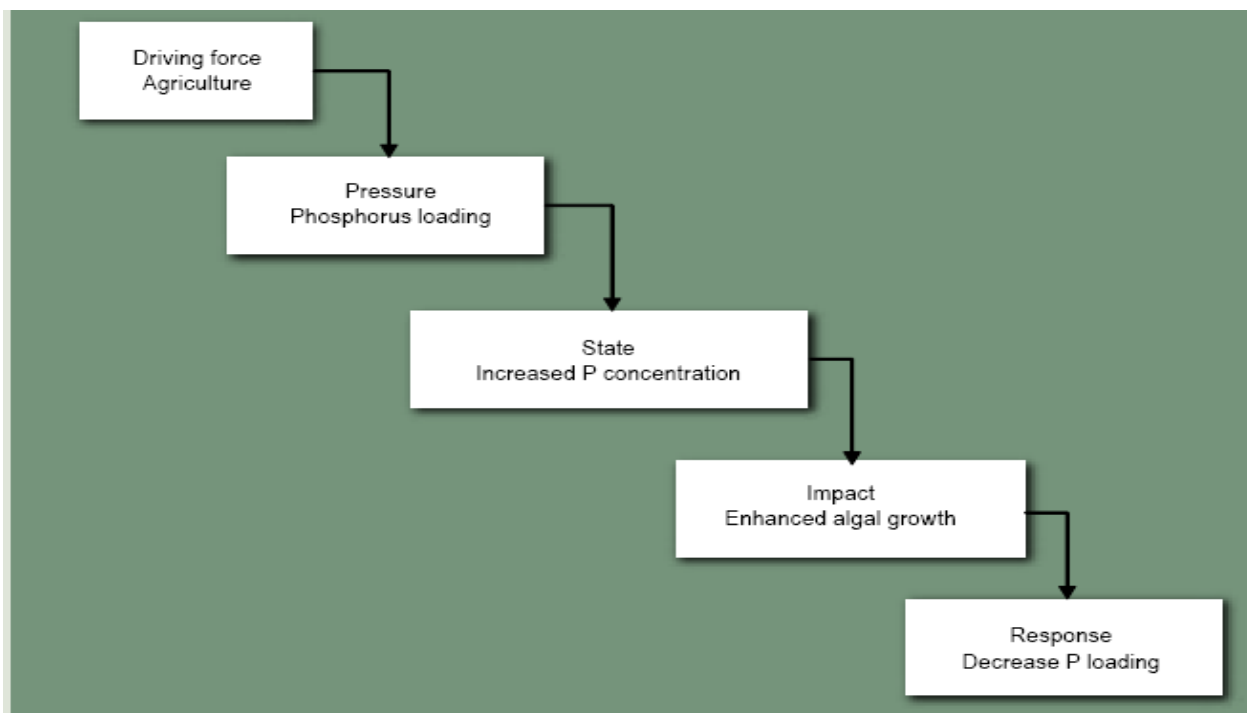 Driving force
Agriculture
Pressure
Phosphorus loading
State
Increased P concentration
Impact
Enhanced algal growth
Response
Decrease P loading